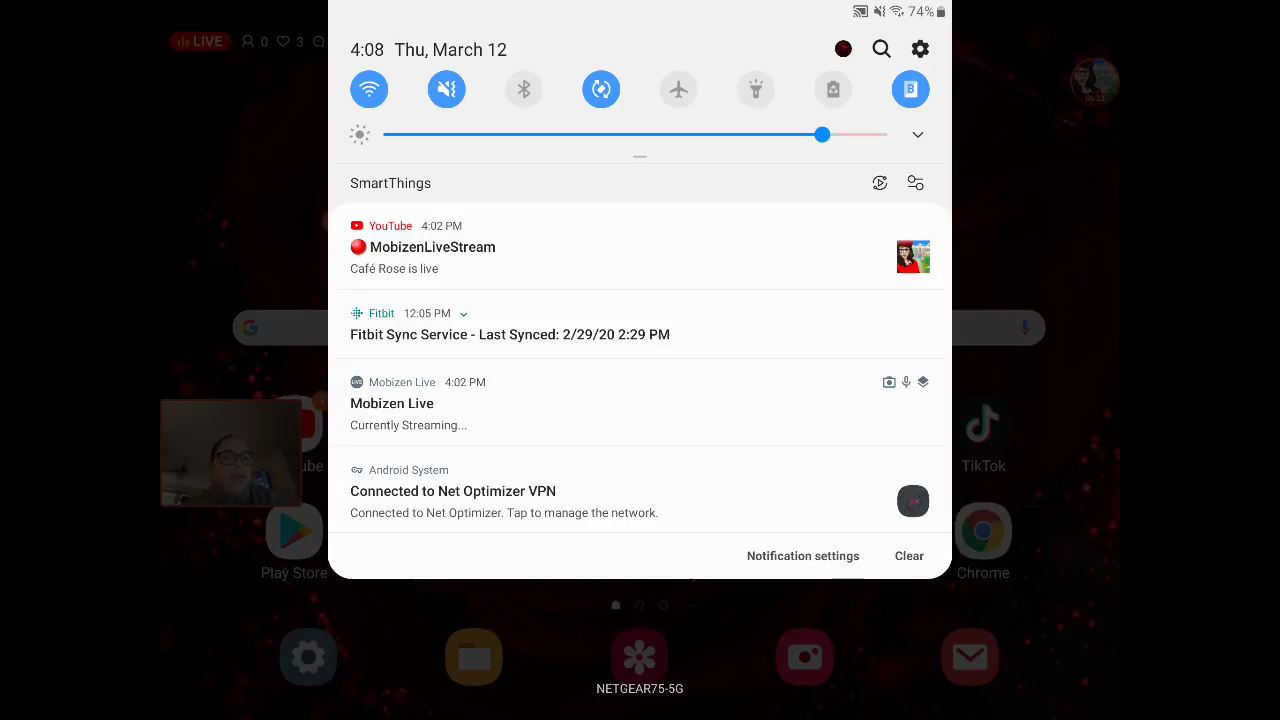 LIVE 0 3
74%
4:08 Thu, March 12
SmartThings
YouTube 4:02 PM
MobizenLiveStream
Café Rose is live
Fitbit 12:05 PM
Fitbit Sync Service - Last Synced: 2/29/20 2:29 PM
Mobizen Live 4:02 PM
Mobizen Live
Currently Streaming...
Android System
Connected to Net Optimizer VPN
Connected to Net Optimizer. Tap to manage the network.
Notification settings Clear
06:23
ube
TikTok
Play Store
Chrome
NETGEAR75-5G